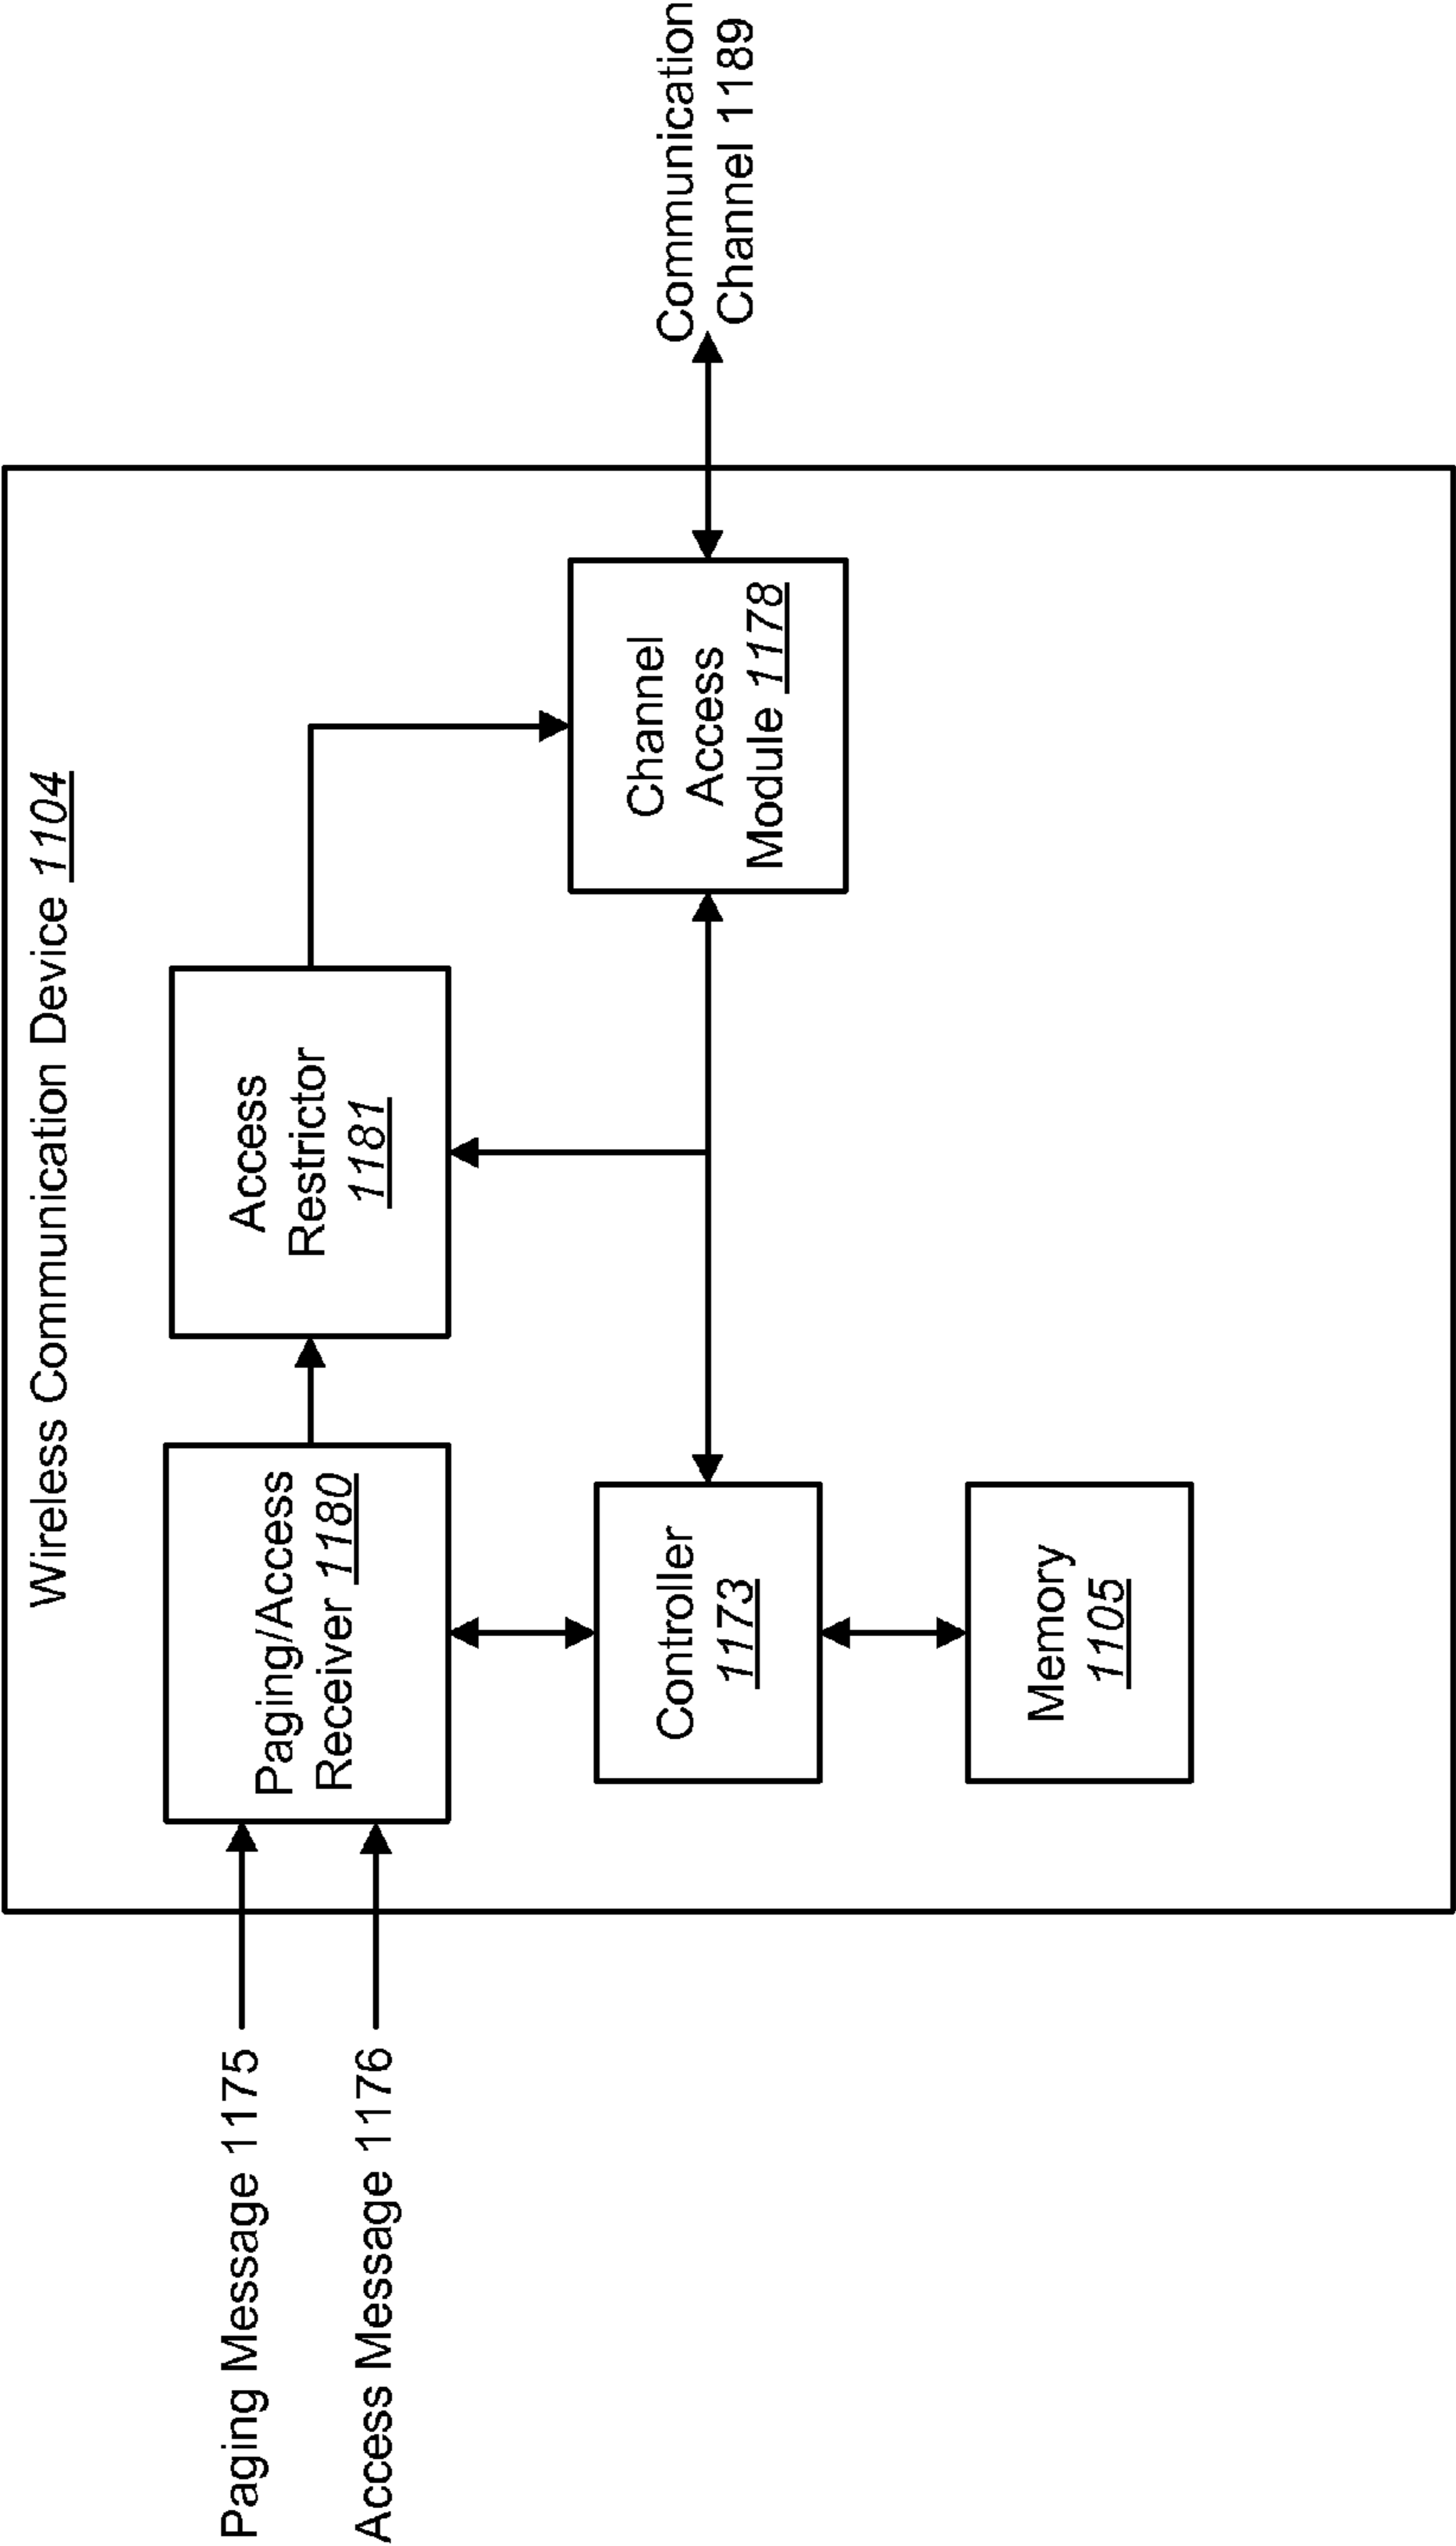 Wireless Communication Device 1104
Paging Message 1175
Access Message 1176
Paging/Access
Receiver 1180
Access
Restrictor
1181
Controller
1173
Channel
Access
Module 1178
Communication
Channel 1189
Memory
1105